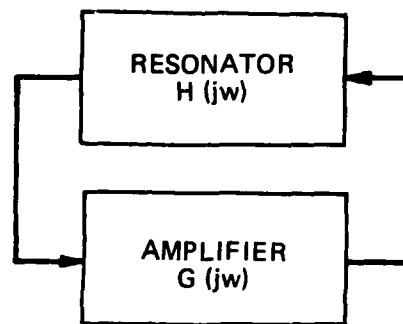 RESONATOR
H (jw)
AMPLIFIER
G (jw)